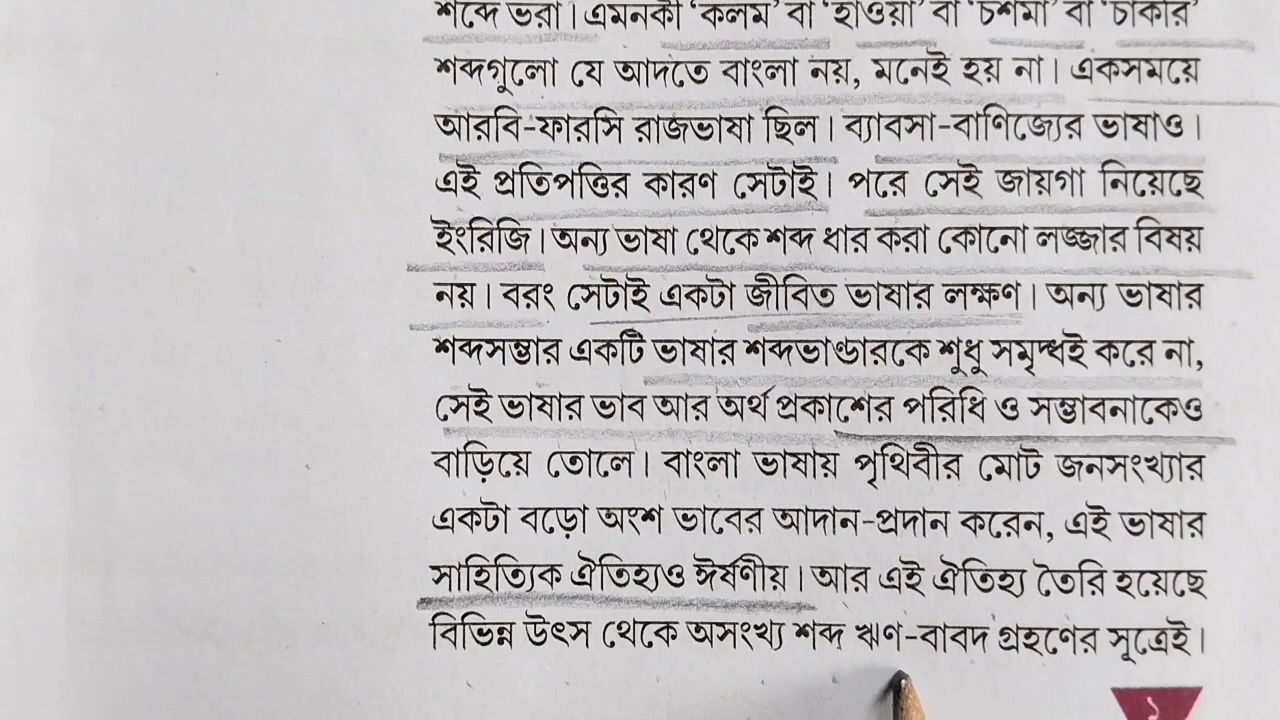 শব্দে ভরা। এমনকী ‘কলম’ বা ‘হাওয়া’ বা ‘চশমা’ বা ‘চাকরি’
শব্দগুলো যে আদতে বাংলা নয়, মনেই হয় না। একসময়ে
আরবি-ফারসি রাজভাষা ছিল। ব্যাবসা-বাণিজ্যের ভাষাও।
এই প্রতিপত্তির কারণ সেটাই। পরে সেই জায়গা নিয়েছে
ইংরিজি। অন্য ভাষা থেকে শব্দ ধার করা কোনো লজ্জার বিষয়
নয়। বরং সেটাই একটা জীবিত ভাষার লক্ষণ। অন্য ভাষার
শব্দসম্ভার একটি ভাষার শব্দভাণ্ডারকে শুধু সমৃদ্ধই করে না,
সেই ভাষার ভাব আর অর্থ প্রকাশের পরিধি ও সম্ভাবনাকেও
বাড়িয়ে তোলে। বাংলা ভাষায় পৃথিবীর মোট জনসংখ্যার
একটা বড়ো অংশ ভাবের আদান-প্রদান করেন, এই ভাষার
সাহিত্যিক ঐতিহ্যও ঈর্ষণীয়। আর এই ঐতিহ্য তৈরি হয়েছে
বিভিন্ন উৎস থেকে অসংখ্য শব্দ ঋণ-বাবদ গ্রহণের সূত্রেই।